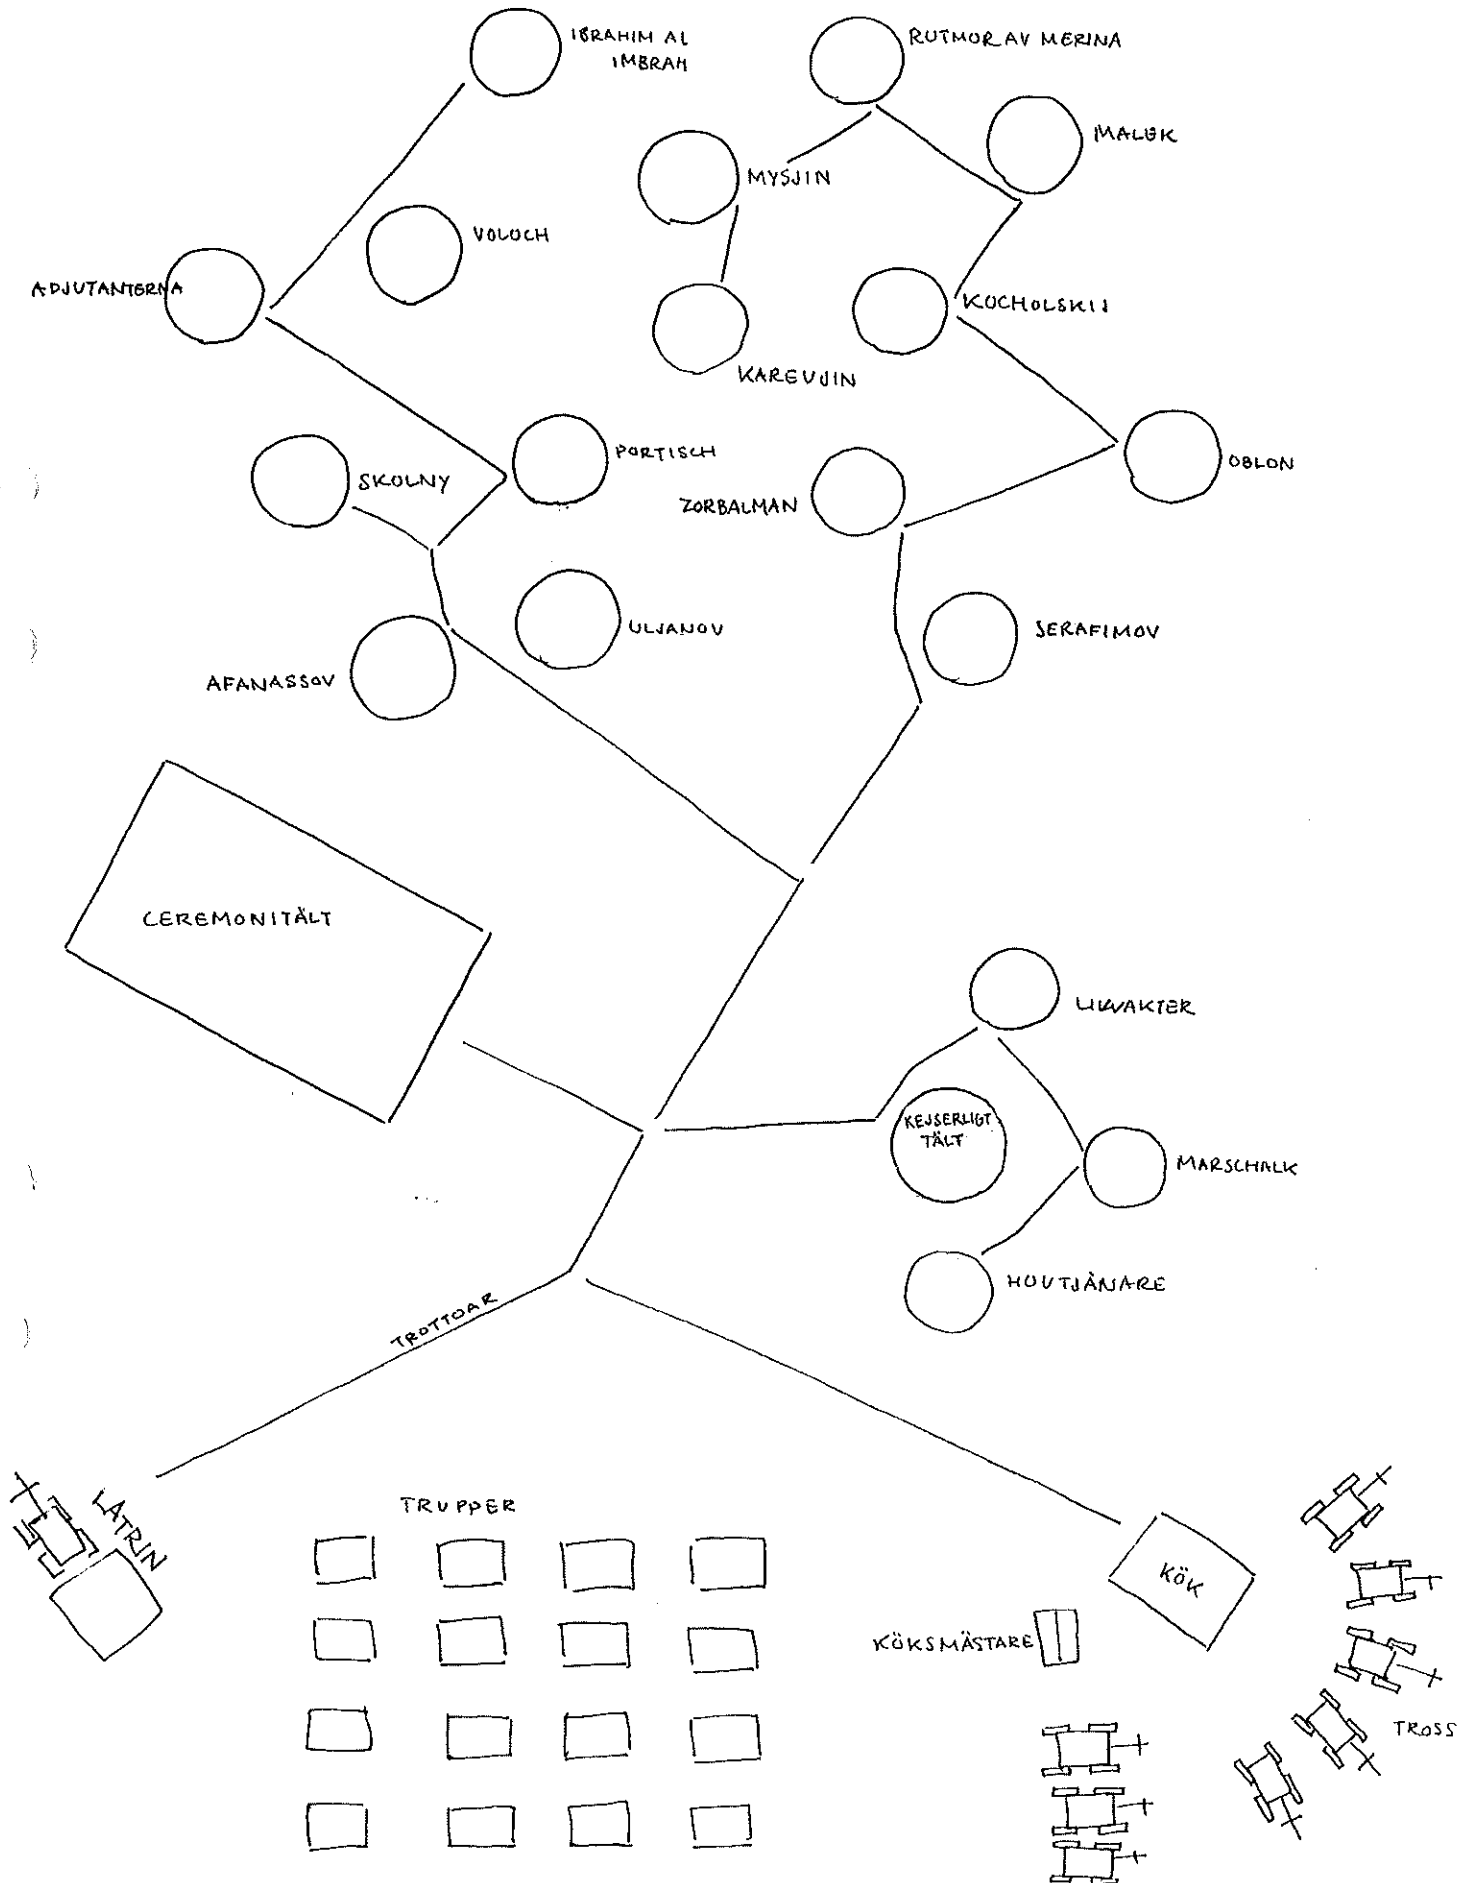 IBRAHIM AL
IMBRAH
RUTMOR AV MERINA
MALEK
MYSJIN
VOLOCH
ADJUTANTERNA
KOCHOLSKIJ
KAREVJIN
PORTISCH
SKOLNY
OBLON
ZORBALMAN
ULJANOV
SERAFIMOV
AFANASSOV
CEREMONITÄLT
LIKVAKTER
KEJSERLIGT
TÄLT
MARSCHALK
HOVTJÄNARE
TROTTOAR
LATRIN
TRUPPER
KÖK
KÖKSMÄSTARE
TROSS